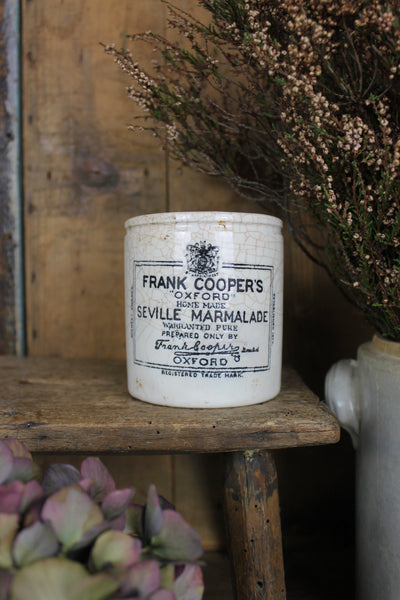 FRANK COOPER'S
"OXFORD"
HOME MADE
SEVILLE MARMALADE
WARRANTED PURE
PREPARED ONLY BY
Frank Cooper
OXFORD
REGISTERED TRADE MARK.